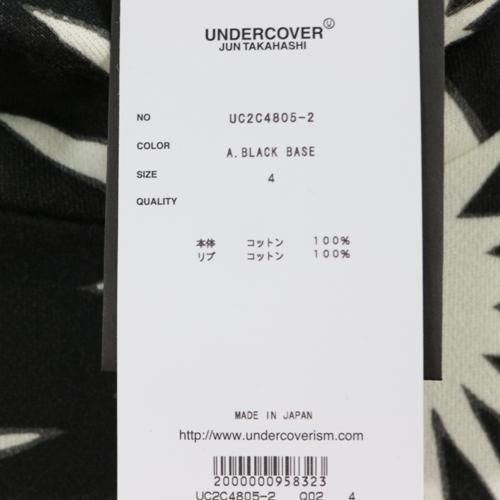 UNDERCOVER Ⓤ
JUN TAKAHASHI
NO UC2C4805-2
COLOR A.BLACK BASE
SIZE 4
QUALITY
本体 コットン 100%
リブ コットン 100%
MADE IN JAPAN
http://www.undercoverism.com
2000000958323
UC2C4805-2 002 4